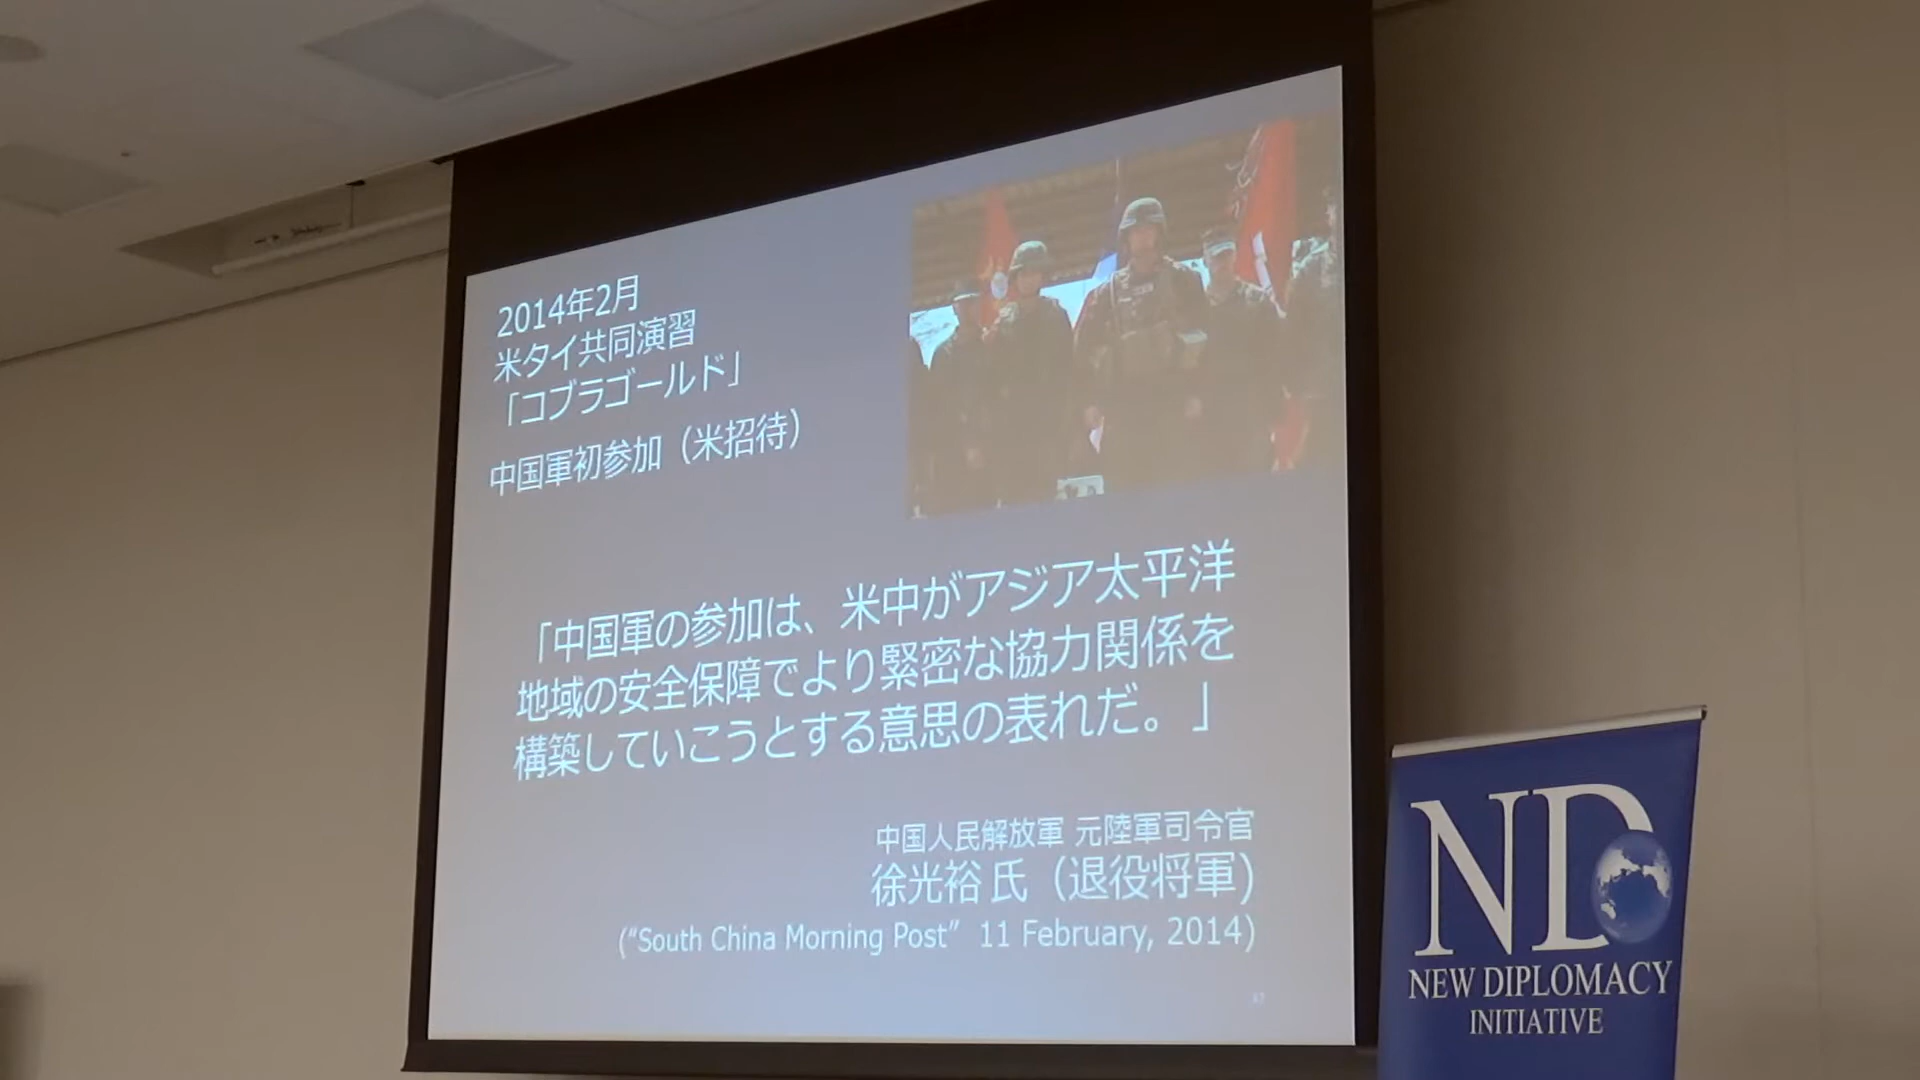 2014年2月
米タイ共同演習
「コブラゴールド」
中国軍初参加（米招待）
「中国軍の参加は、米中がアジア太平洋
地域の安全保障でより緊密な協力関係を
構築していこうとする意思の表れだ。」
中国人民解放軍 元陸軍司令官
徐光裕 氏（退役将軍)
(“South China Morning Post” 11 February, 2014)
ND
NEW DIPLOMACY
INITIATIVE